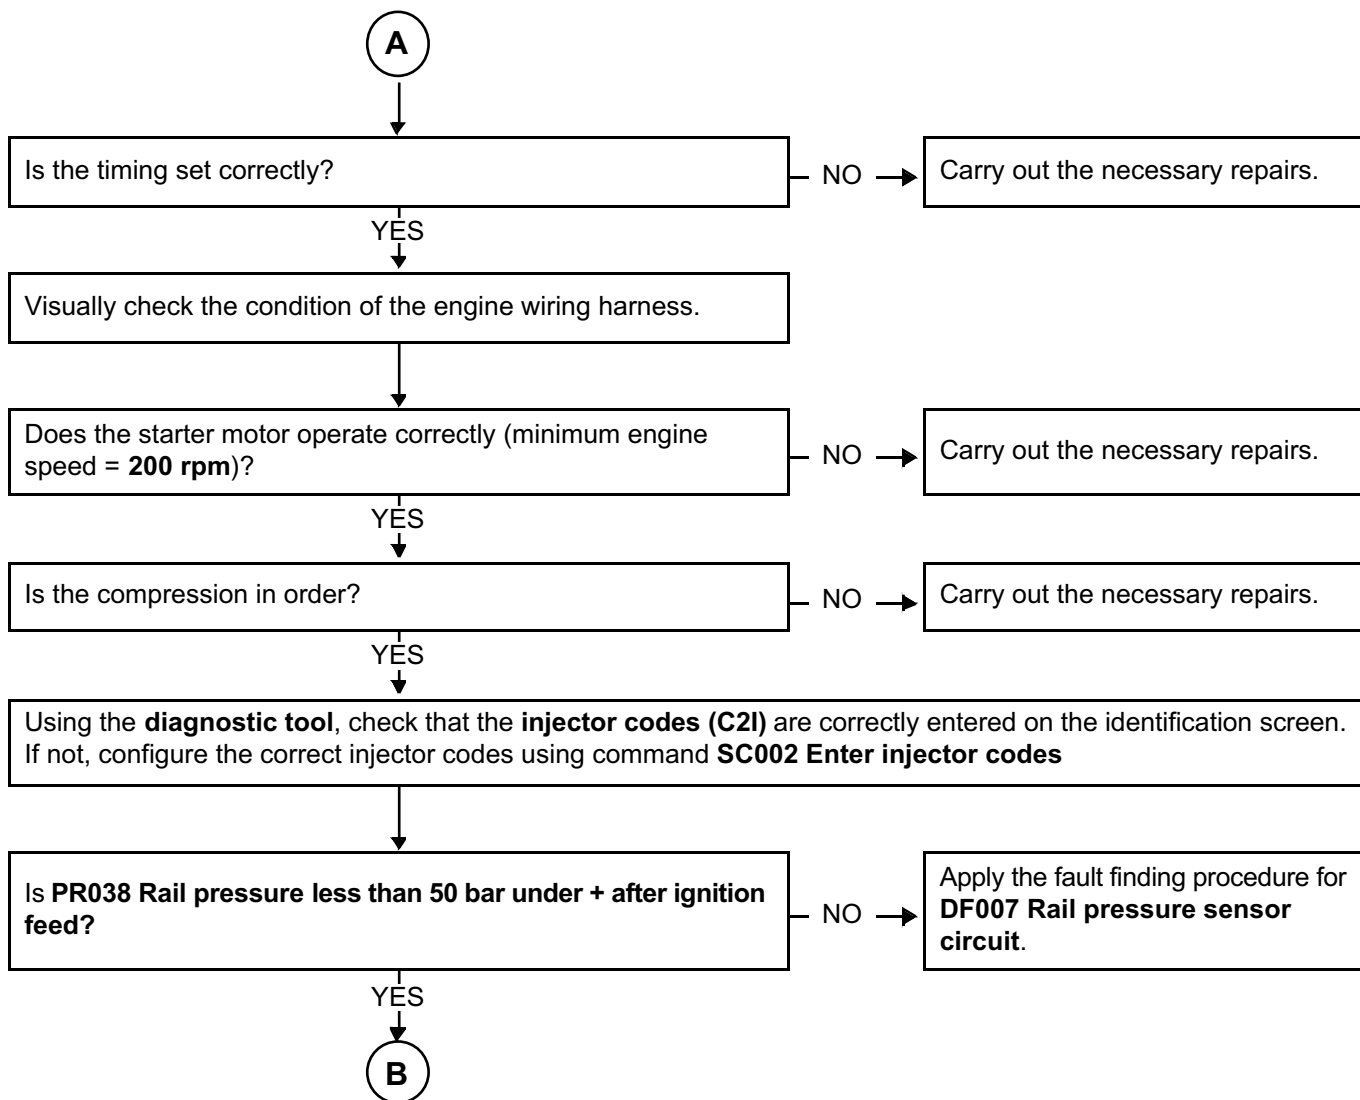 A
Is the timing set correctly?
NO
Carry out the necessary repairs.
YES
Visually check the condition of the engine wiring harness.
Does the starter motor operate correctly (minimum engine
speed = 200 rpm)?
NO
Carry out the necessary repairs.
YES
Is the compression in order?
NO
Carry out the necessary repairs.
YES
Using the diagnostic tool, check that the injector codes (C2I) are correctly entered on the identification screen.
If not, configure the correct injector codes using command SC002 Enter injector codes
Is PR038 Rail pressure less than 50 bar under + after ignition
feed?
NO
Apply the fault finding procedure for
DF007 Rail pressure sensor
circuit.
YES
B